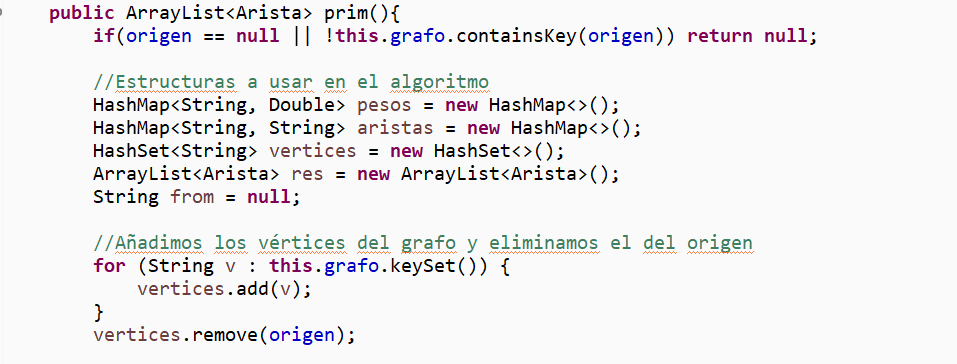 public ArrayList<Arista> prim(){
if(origen == null || !this.grafo.containsKey(origen)) return null;
//Estructuras a usar en el algoritmo
HashMap<String, Double> pesos = new HashMap<>();
HashMap<String, String> aristas = new HashMap<>();
HashSet<String> vertices = new HashSet<>();
ArrayList<Arista> res = new ArrayList<Arista>();
String from = null;
//Añadimos los vértices del grafo y eliminamos el del origen
for (String v : this.grafo.keySet()) {
vertices.add(v);
}
vertices.remove(origen);